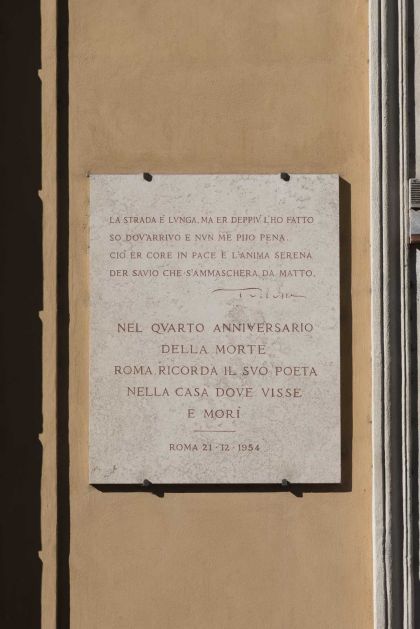 LA STRADA È LVNGA, MA ER DEPPIV L'HO FATTO
SO DOV'ARRIVO E NVN ME PIJO PENA.
CIÒ ER CORE IN PACE E L'ANIMA SERENA
DER SAVIO CHE S'AMMASCHERA DA MATTO.
Trilussa
NEL QVARTO ANNIVERSARIO
DELLA MORTE
ROMA RICORDA IL SVO POETA
NELLA CASA DOVE VISSE
E MORÌ
ROMA 21-12-1954